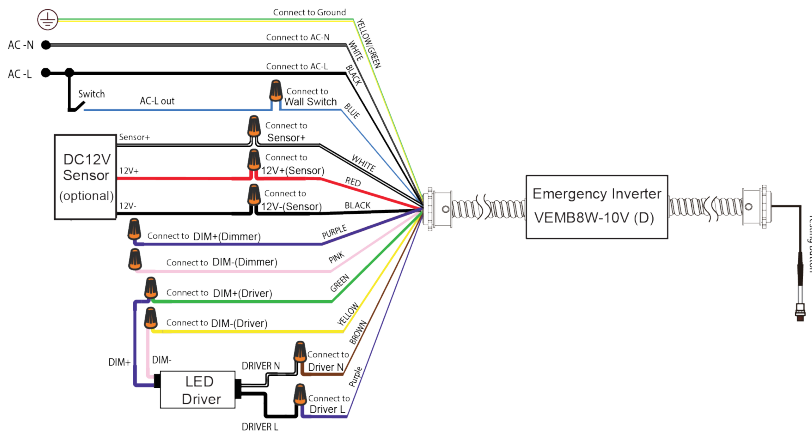 Connect to Ground
YELLOW/GREEN
AC -N
Connect to AC-N
WHITE
AC -L
Connect to AC-L
BLACK
Switch
AC-L out
Connect to
Wall Switch
BLUE
Sensor+
Connect to
Sensor+
WHITE
DC12V
Sensor
(optional)
12V+
Connect to
12V+(Sensor)
RED
12V-
Connect to
12V-(Sensor)
BLACK
Emergency Inverter
VEMB8W-10V (D)
Connect to DIM+(Dimmer)
PURPLE
Connect to DIM-(Dimmer)
PINK
Connect to DIM+(Driver)
GREEN
Connect to DIM-(Driver)
YELLOW
DIM+
DIM-
LED
Driver
DRIVER N
Connect to
Driver N
BROWN
DRIVER L
Connect to
Driver L
Purple